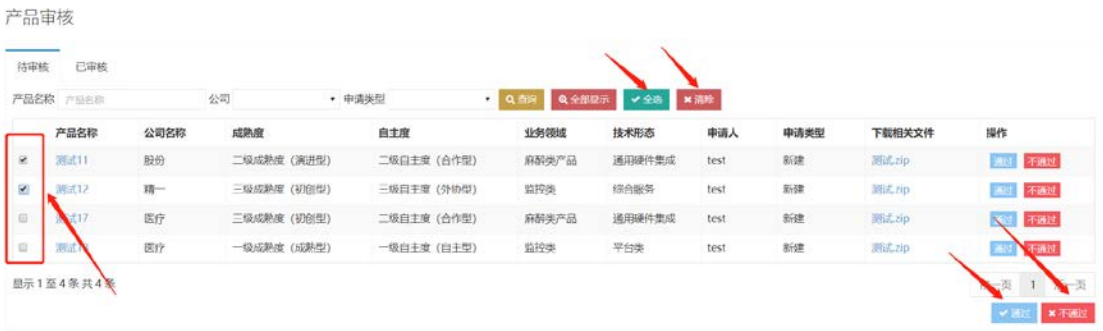 产品审核
待审核 已审核
产品名称 产品名称 公司 申请类型 查询 全部显示 全选 清除
产品名称 公司名称 成熟度 自主度 业务领域 技术形态 申请人 申请类型 下载相关文件 操作
测试11 股份 二级成熟度（演进型） 二级自主度（合作型） 麻醉类产品 通用硬件集成 test 新建 测试.zip 通过 不通过
测试12 精一 三级成熟度（初创型） 三级自主度（外协型） 监控类 综合服务 test 新建 测试.zip 通过 不通过
测试17 医疗 三级成熟度（初创型） 二级自主度（合作型） 麻醉类产品 通用硬件集成 test 新建 测试.zip 通过 不通过
医疗 一级成熟度（成熟型） 一级自主度（自主型） 监控类 平台类 test 新建 测试.zip 通过 不通过
显示 1 至 4 条 共 4 条
一页 1 一页
通过 不通过